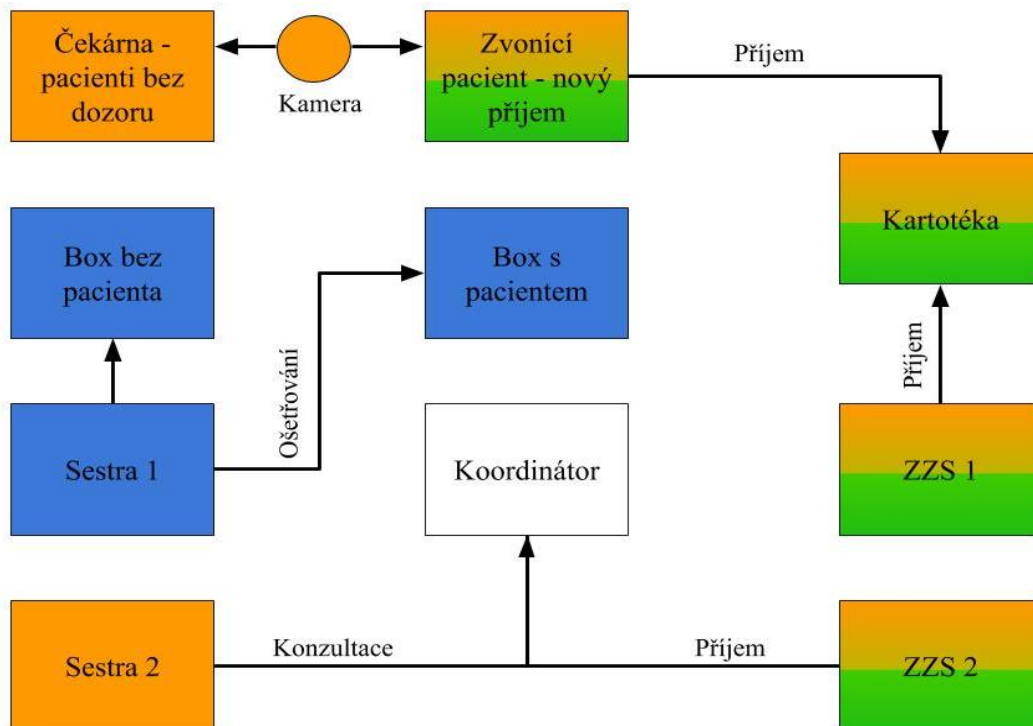 Čekárna -
pacienti bez
dozoru
Kamera
Zvonící
pacient - nový
příjem
Příjem
Kartotéka
Box bez
pacienta
Box s
pacientem
Ošetřování
Příjem
Sestra 1
Koordinátor
ZZS 1
Sestra 2
Konzultace
Příjem
ZZS 2